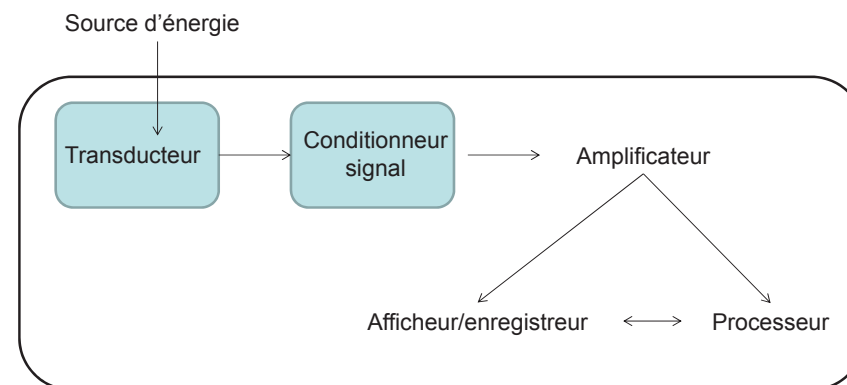 Source d’énergie
Transducteur
Conditionneur
signal
Amplificateur
Afficheur/enregistreur
Processeur